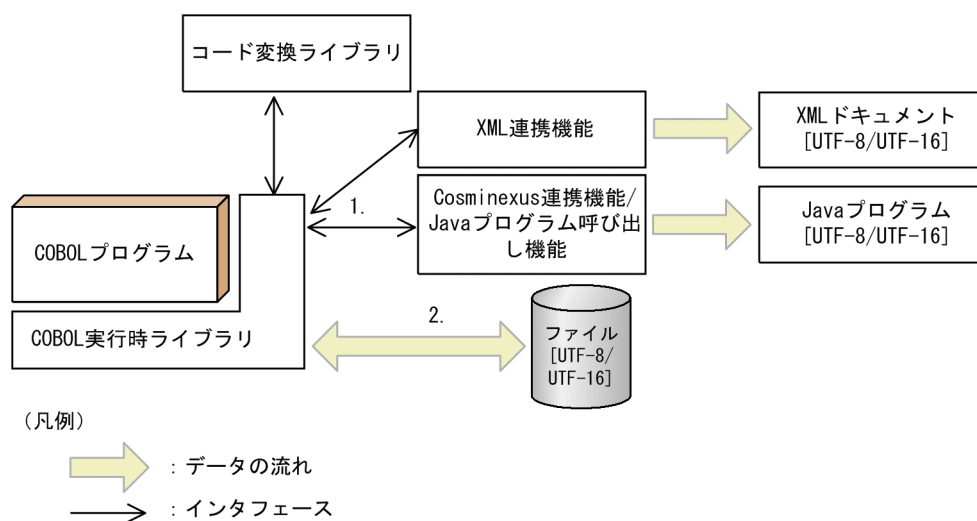 コード変換ライブラリ
XML連携機能
XMLドキュメント
[UTF-8/UTF-16]
1.
Cosminexus連携機能/
Javaプログラム呼び出
し機能
Javaプログラム
[UTF-8/UTF-16]
COBOLプログラム
COBOL実行時ライブラリ
2.
ファイル
[UTF-8/
UTF-16]
(凡例)
：データの流れ
：インタフェース